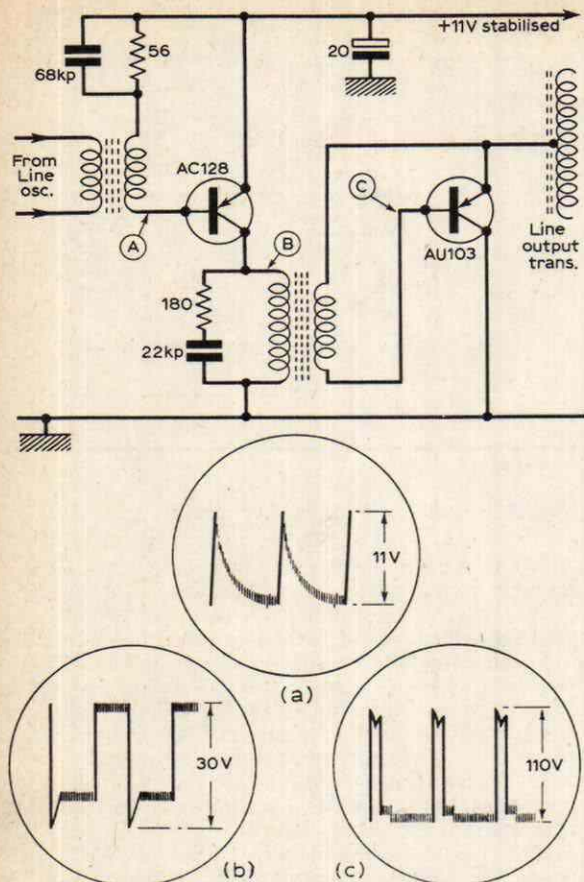 +11V stabilised
56
20
68kp
From
Line
osc.
AC128
C
A
AU103
Line
output
trans.
B
180
22kp
11V
(a)
30V
110V
(b)
(c)